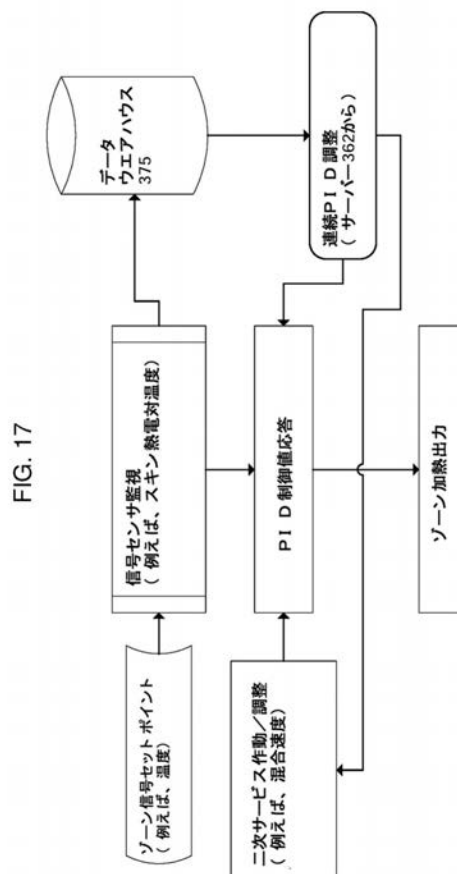 FIG. 17
ゾーン信号セットポイント
（例えば、温度）
信号センサ監視
（例えば、スキン熱電対温度）
データ
ウエアハウス
375
二次サービス作動／調整
（例えば、混合速度）
ＰＩＤ制御値応答
連続ＰＩＤ調整
（サーバー362から）
ゾーン加熱出力